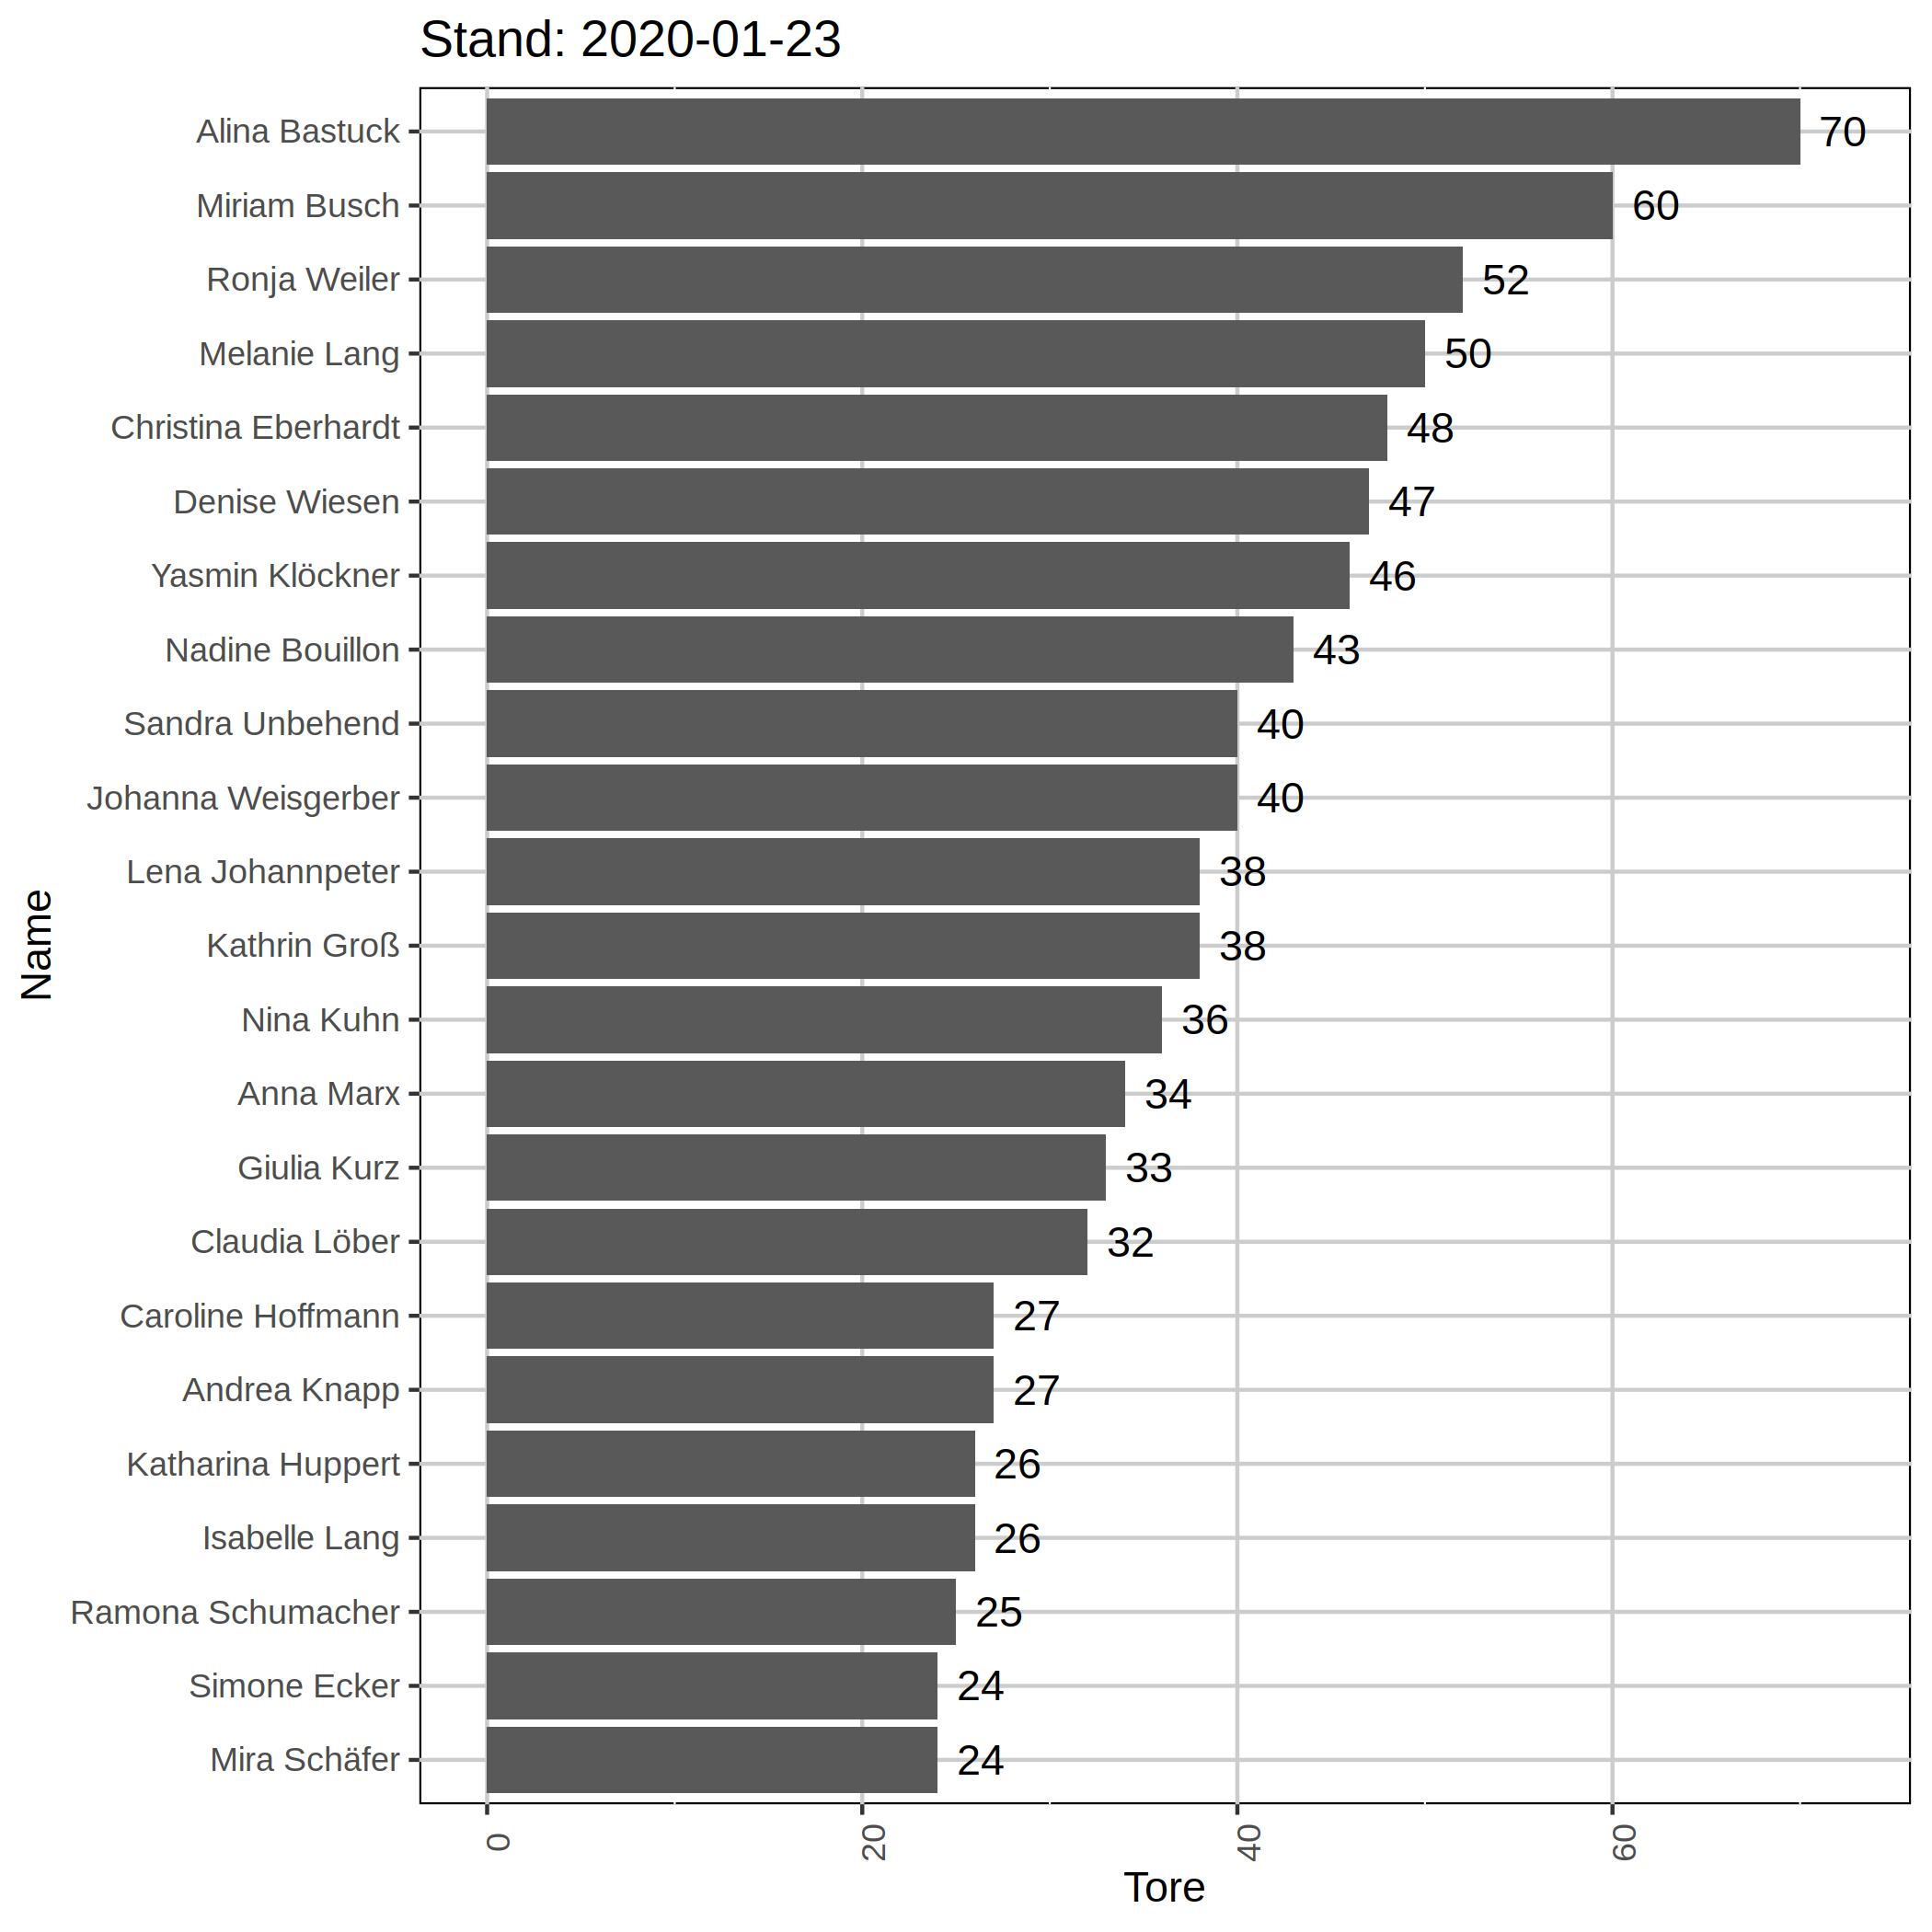 Stand: 2020-01-23
Name
Alina Bastuck 70
Miriam Busch 60
Ronja Weiler 52
Melanie Lang 50
Christina Eberhardt 48
Denise Wiesen 47
Yasmin Klöckner 46
Nadine Bouillon 43
Sandra Unbehend 40
Johanna Weisgerber 40
Lena Johannpeter 38
Kathrin Groß 38
Nina Kuhn 36
Anna Marx 34
Giulia Kurz 33
Claudia Löber 32
Caroline Hoffmann 27
Andrea Knapp 27
Katharina Huppert 26
Isabelle Lang 26
Ramona Schumacher 25
Simone Ecker 24
Mira Schäfer 24
0 20 40 60
Tore